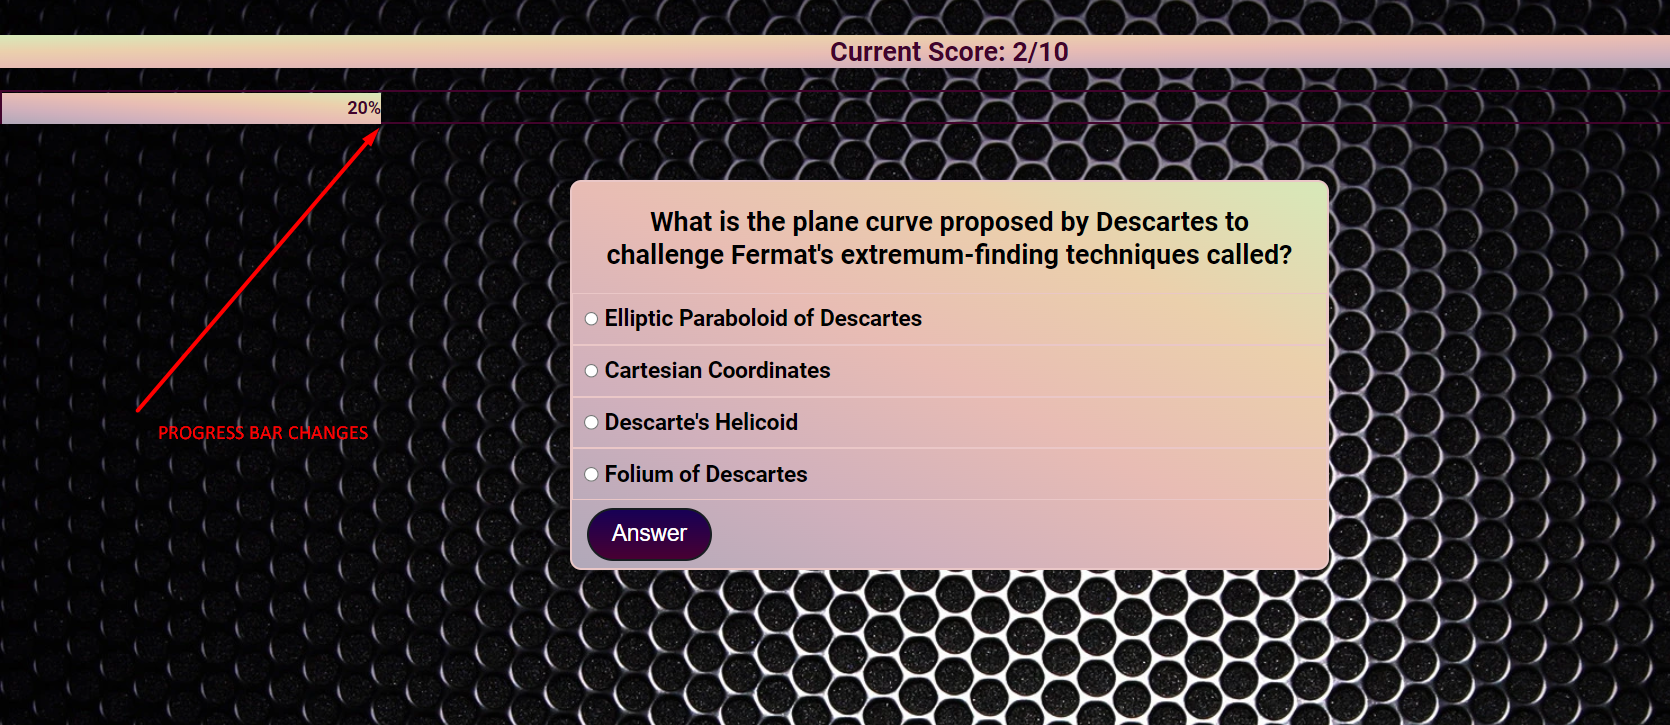 Current Score: 2/10
20%
What is the plane curve proposed by Descartes to
challenge Fermat's extremum-finding techniques called?
Elliptic Paraboloid of Descartes
Cartesian Coordinates
Descarte's Helicoid
Folium of Descartes
Answer
PROGRESS BAR CHANGES